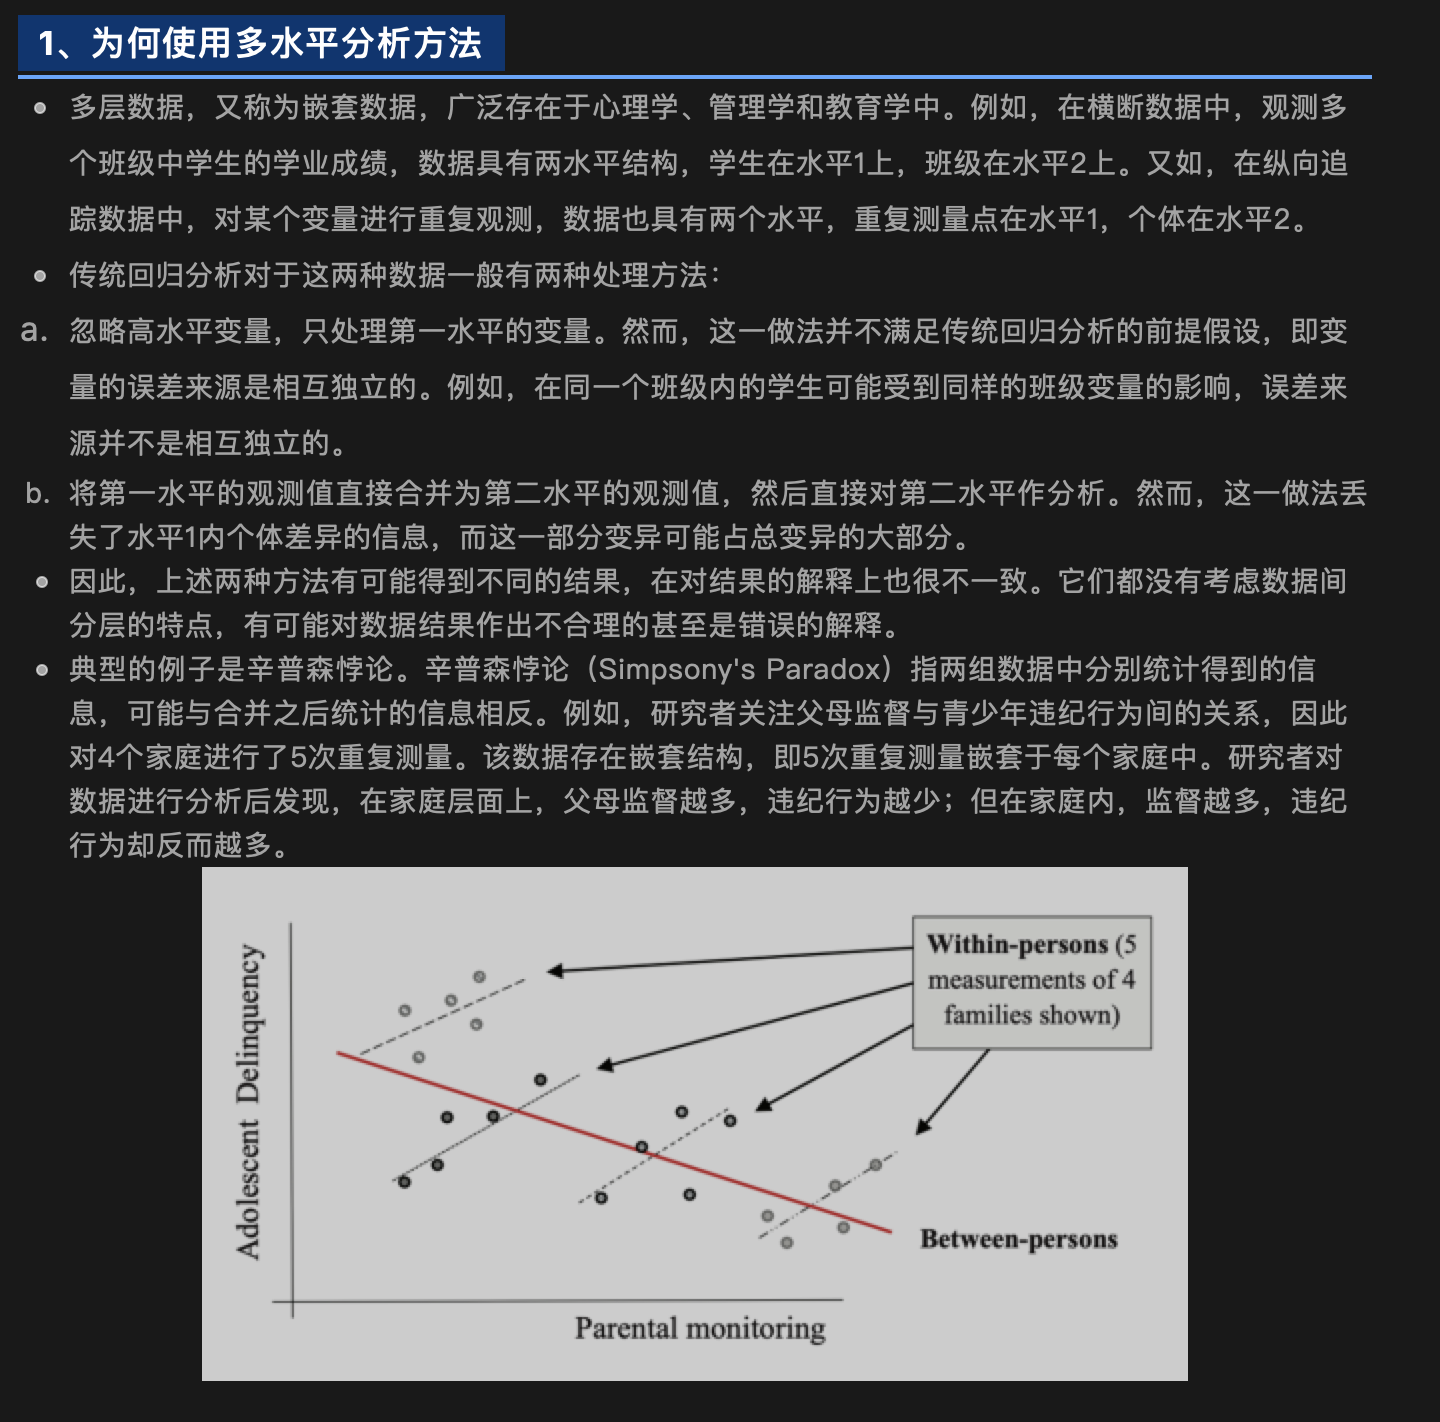 1、为何使用多水平分析方法
多层数据，又称为嵌套数据，广泛存在于心理学、管理学和教育学中。例如，在横断数据中，观测多
个班级中学生的学业成绩，数据具有两水平结构，学生在水平1上，班级在水平2上。又如，在纵向追
踪数据中，对某个变量进行重复观测，数据也具有两个水平，重复测量点在水平1，个体在水平2。
传统回归分析对于这两种数据一般有两种处理方法：
a. 忽略高水平变量，只处理第一水平的变量。然而，这一做法并不满足传统回归分析的前提假设，即变
量的误差来源是相互独立的。例如，在同一个班级内的学生可能受到同样的班级变量的影响，误差来
源并不是相互独立的。
b. 将第一水平的观测值直接合并为第二水平的观测值，然后直接对第二水平作分析。然而，这一做法丢
失了水平1内个体差异的信息，而这一部分变异可能占总变异的大部分。
因此，上述两种方法有可能得到不同的结果，在对结果的解释上也很不一致。它们都没有考虑数据间
分层的特点，有可能对数据结果作出不合理的甚至是错误的解释。
典型的例子是辛普森悖论。辛普森悖论（Simpsony's Paradox）指两组数据中分别统计得到的信
息，可能与合并之后统计的信息相反。例如，研究者关注父母监督与青少年违纪行为间的关系，因此
对4个家庭进行了5次重复测量。该数据存在嵌套结构，即5次重复测量嵌套于每个家庭中。研究者对
数据进行分析后发现，在家庭层面上，父母监督越多，违纪行为越少；但在家庭内，监督越多，违纪
行为却反而越多。
Adolescent Delinquency
Within-persons (5
measurements of 4
families shown)
Between-persons
Parental monitoring